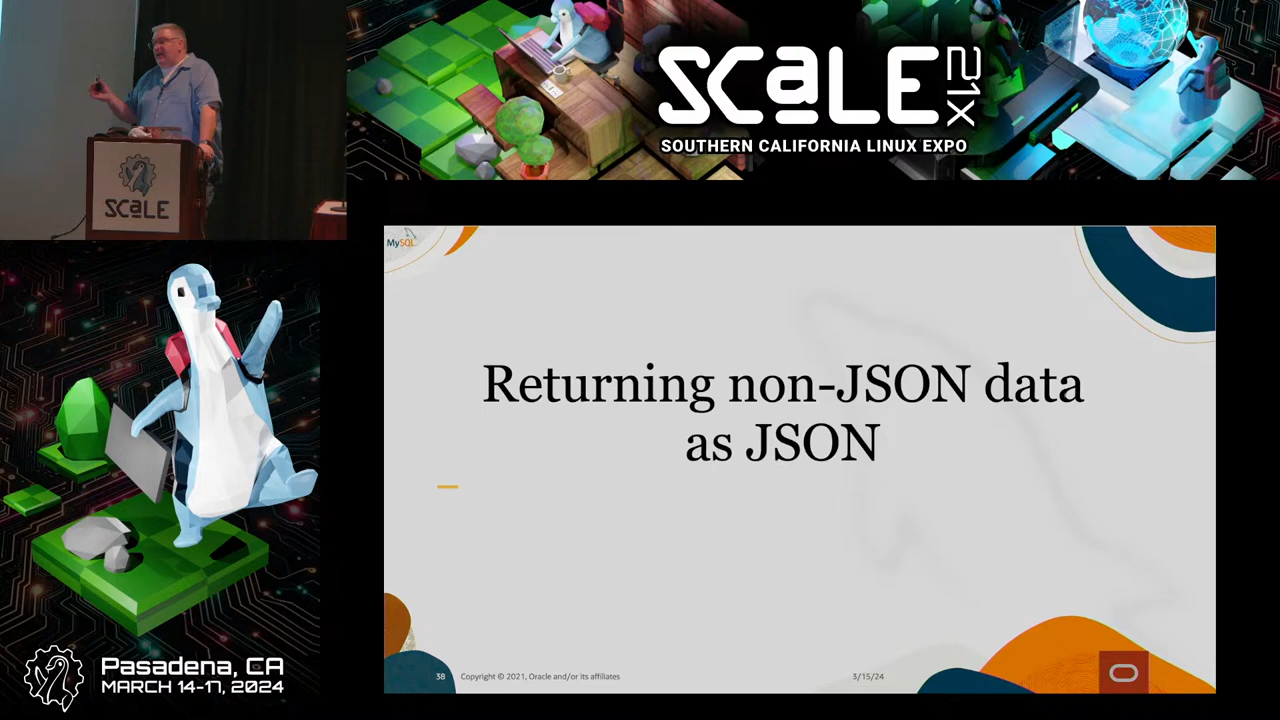 SCALE
SCALE 21X
SOUTHERN CALIFORNIA LINUX EXPO
MySQL
Returning non-JSON data
as JSON
38 Copyright © 2021, Oracle and/or its affiliates 3/15/24
Pasadena, CA
MARCH 14-17, 2024